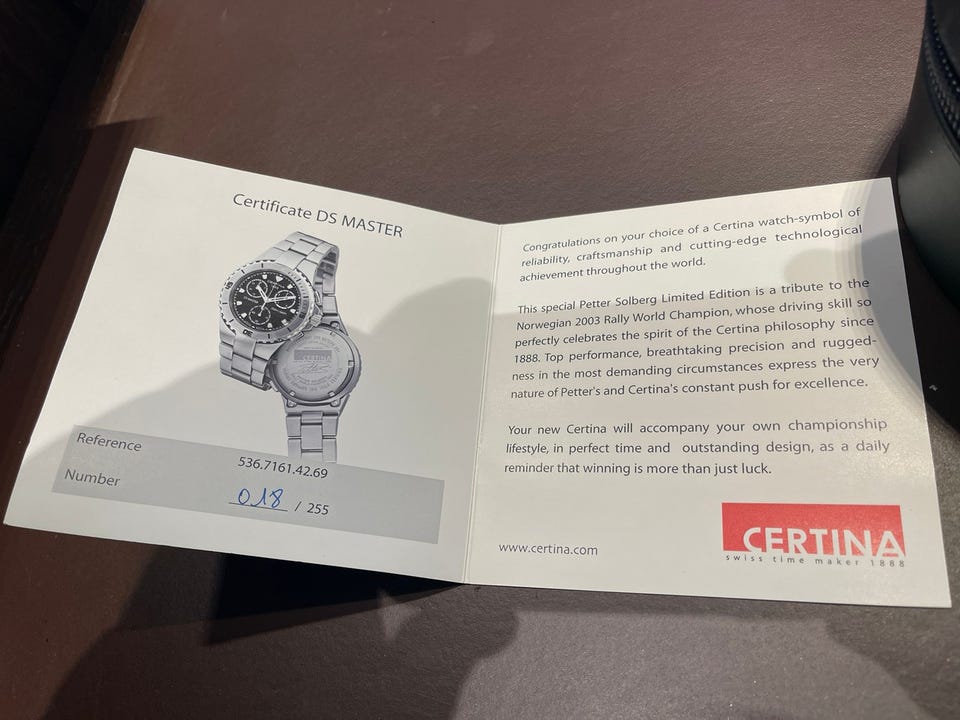 Certificate DS MASTER
CERTINA
Reference
536.7161.42.69
Number
018 / 255
Congratulations on your choice of a Certina watch-symbol of
reliability, craftsmanship and cutting-edge technological
achievement throughout the world.
This special Petter Solberg Limited Edition is a tribute to the
Norwegian 2003 Rally World Champion, whose driving skill so
perfectly celebrates the spirit of the Certina philosophy since
1888. Top performance, breathtaking precision and rugged-
ness in the most demanding circumstances express the very
nature of Petter's and Certina's constant push for excellence.
Your new Certina will accompany your own championship
lifestyle, in perfect time and outstanding design, as a daily
reminder that winning is more than just luck.
www.certina.com
CERTINA
swiss time maker 1888